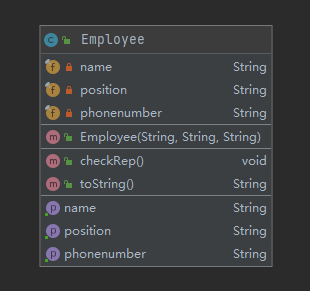 Employee
name String
position String
phonenumber String
Employee(String, String, String)
checkRep() void
toString() String
name String
position String
phonenumber String